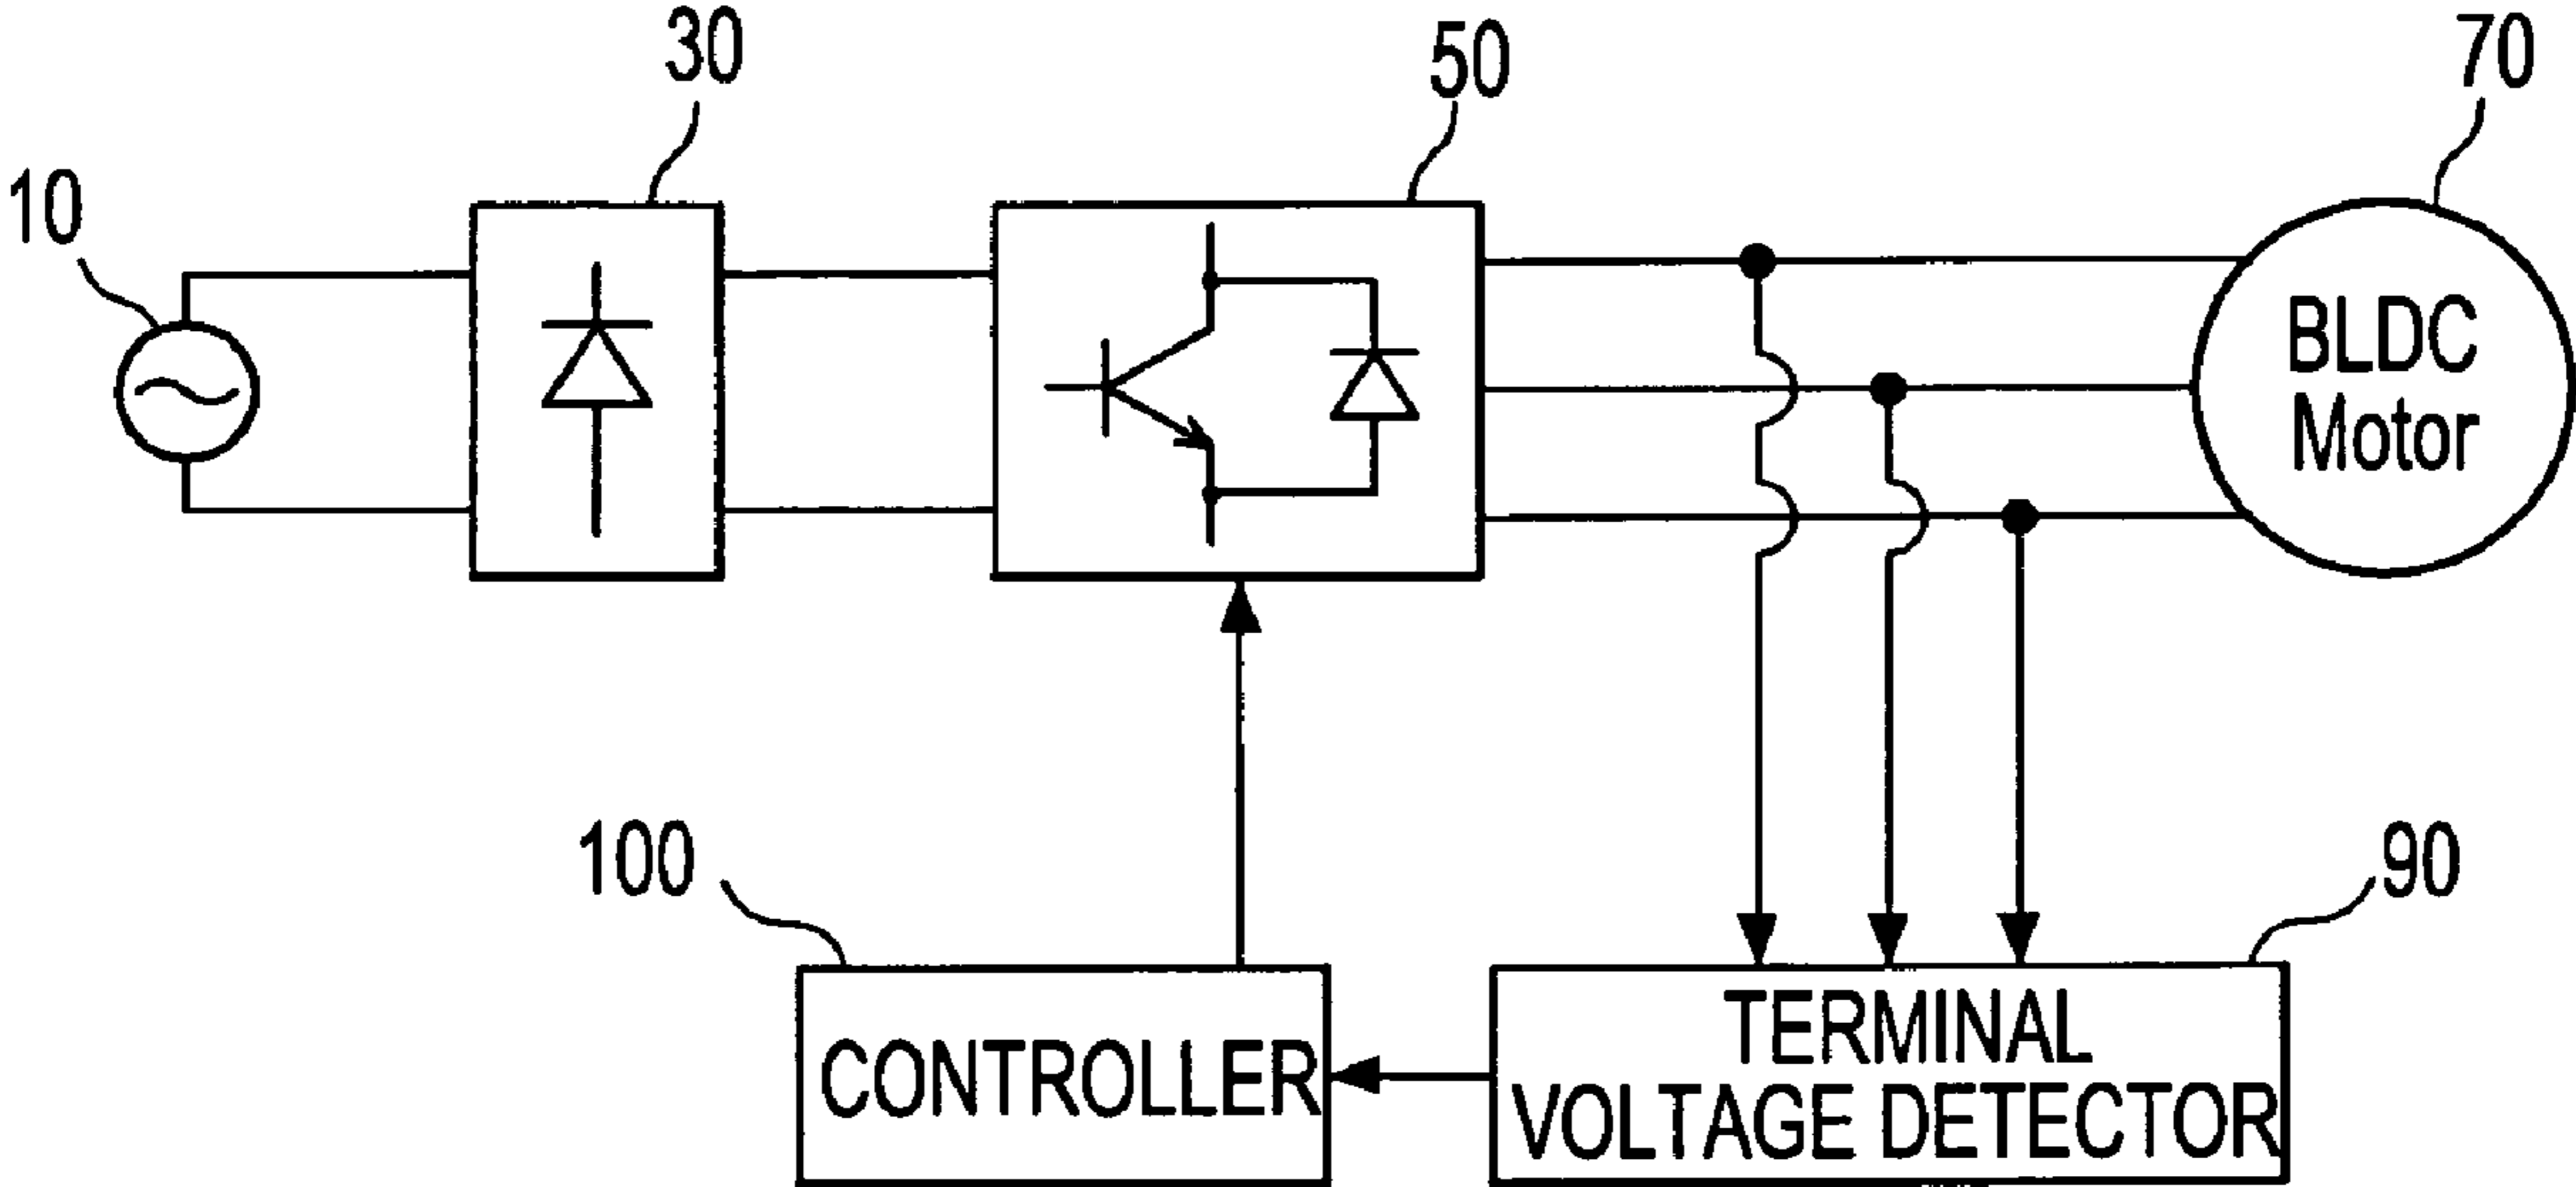 30
50
70
10
BLDC
Motor
100
90
CONTROLLER
TERMINAL
VOLTAGE DETECTOR